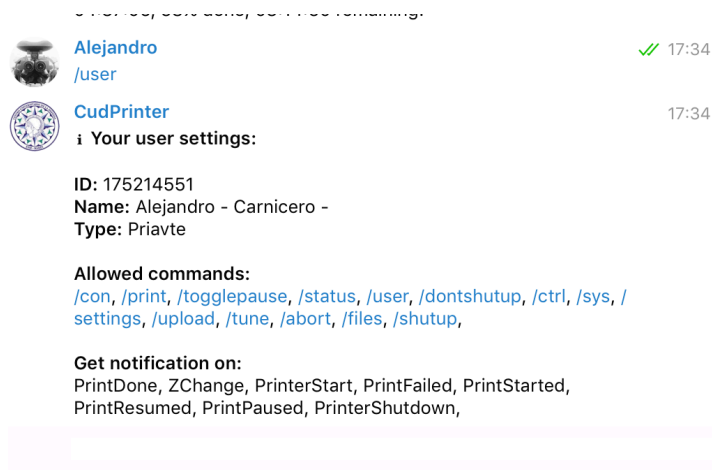 Alejandro 17:34
/user
CudPrinter 17:34
ℹ Your user settings:
ID: 175214551
Name: Alejandro - Carnicero -
Type: Priavte
Allowed commands:
/con, /print, /togglepause, /status, /user, /dontshutup, /ctrl, /sys, /
settings, /upload, /tune, /abort, /files, /shutup,
Get notification on:
PrintDone, ZChange, PrinterStart, PrintFailed, PrintStarted,
PrintResumed, PrintPaused, PrinterShutdown,